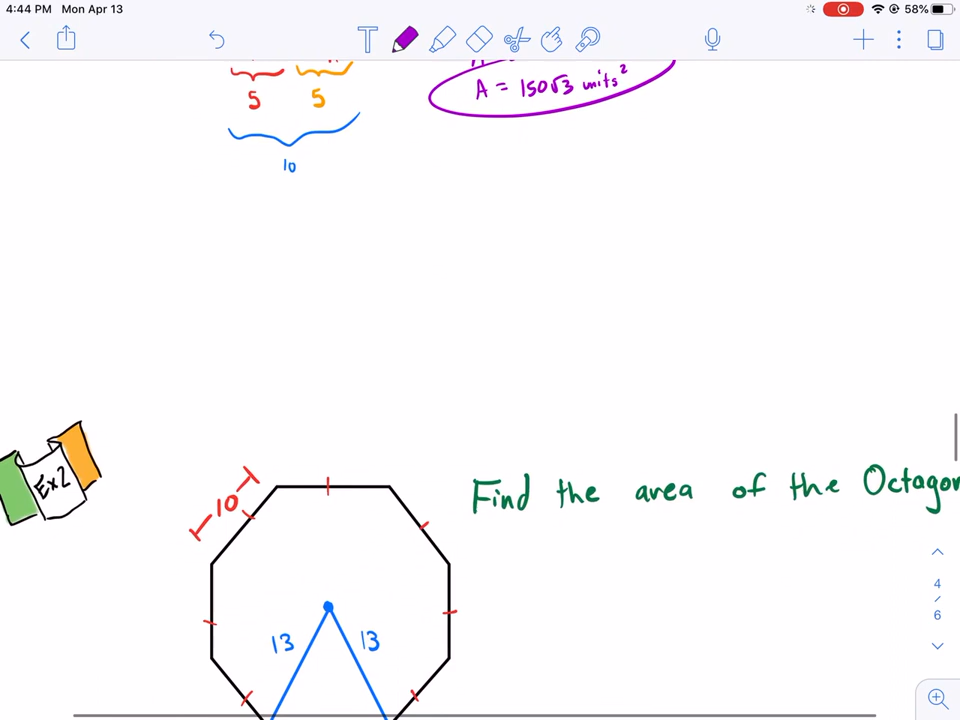 4:44 PM Mon Apr 13
58%
T
5 5
10
A = 150√3 units²
Ex2
10
Find the area of the Octagon
13 13
4
/
6